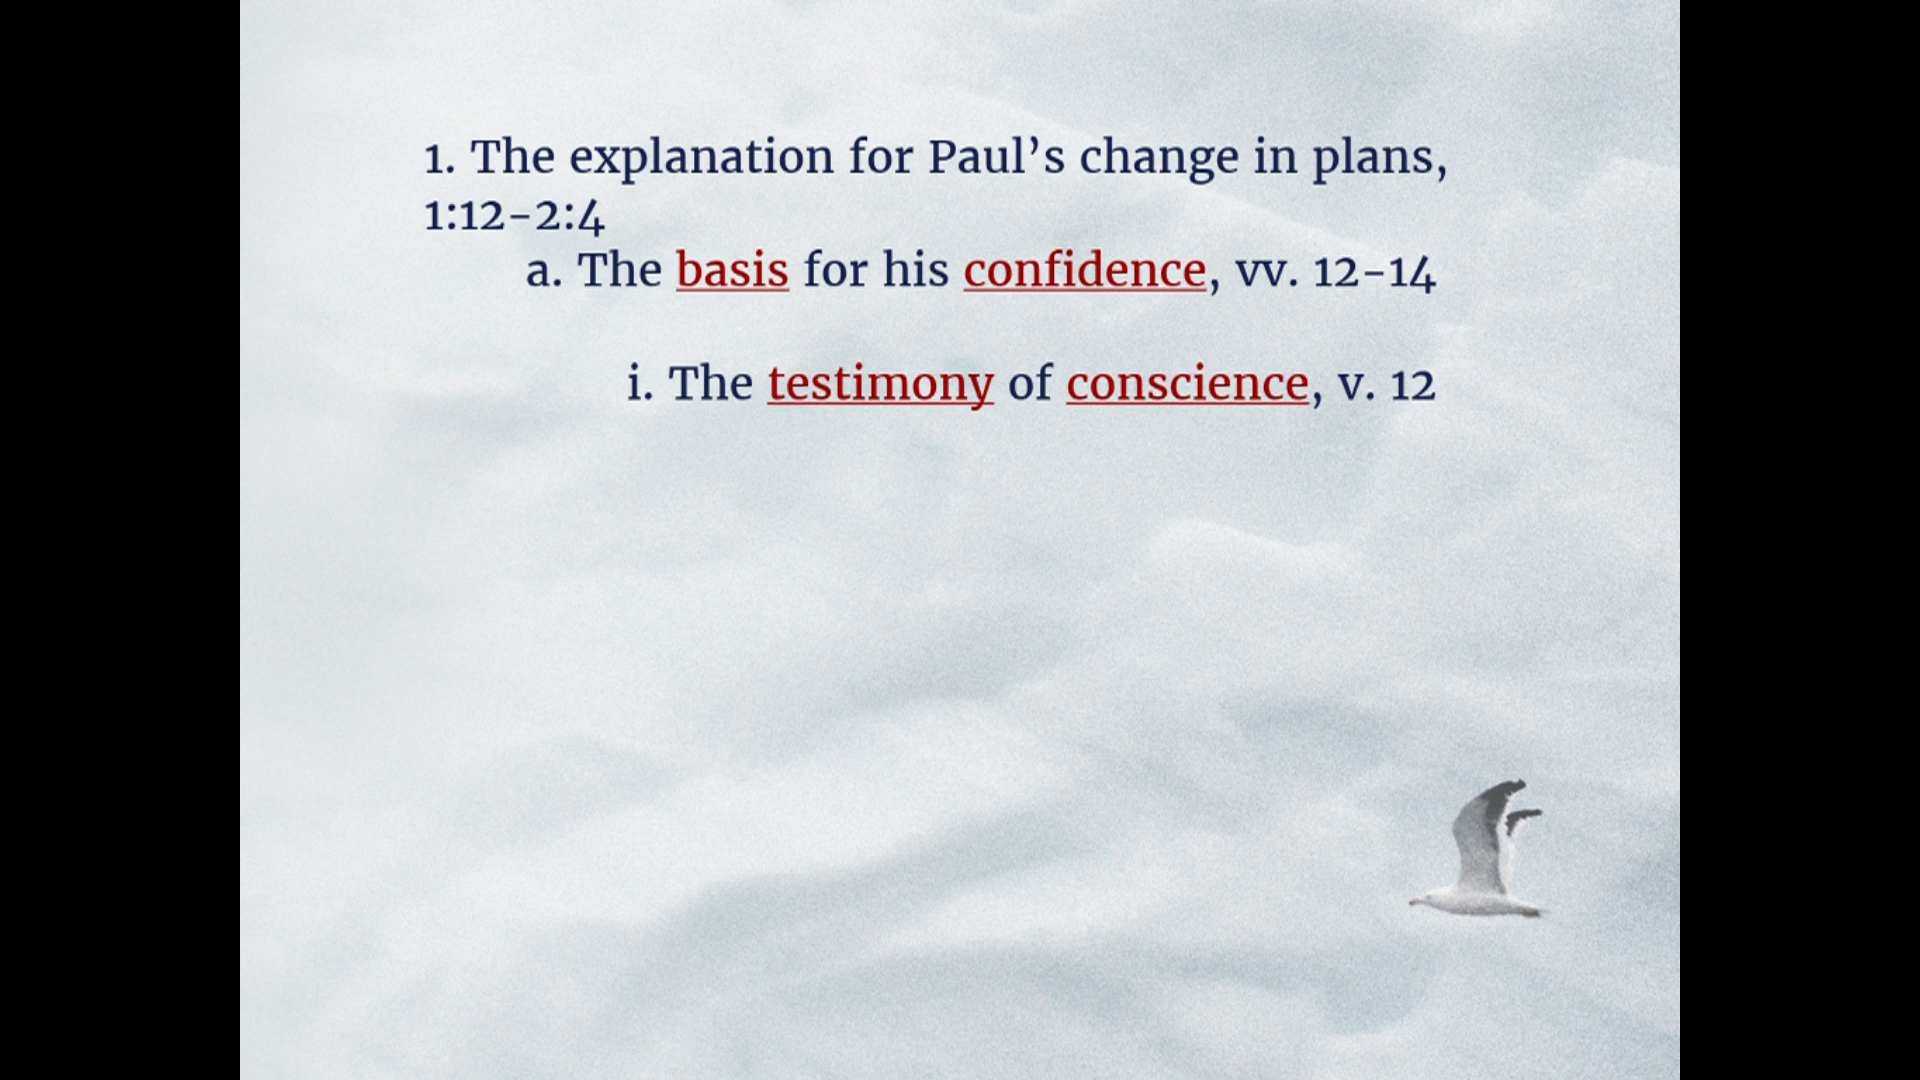 1. The explanation for Paul’s change in plans,
1:12-2:4
a. The basis for his confidence, vv. 12-14
i. The testimony of conscience, v. 12